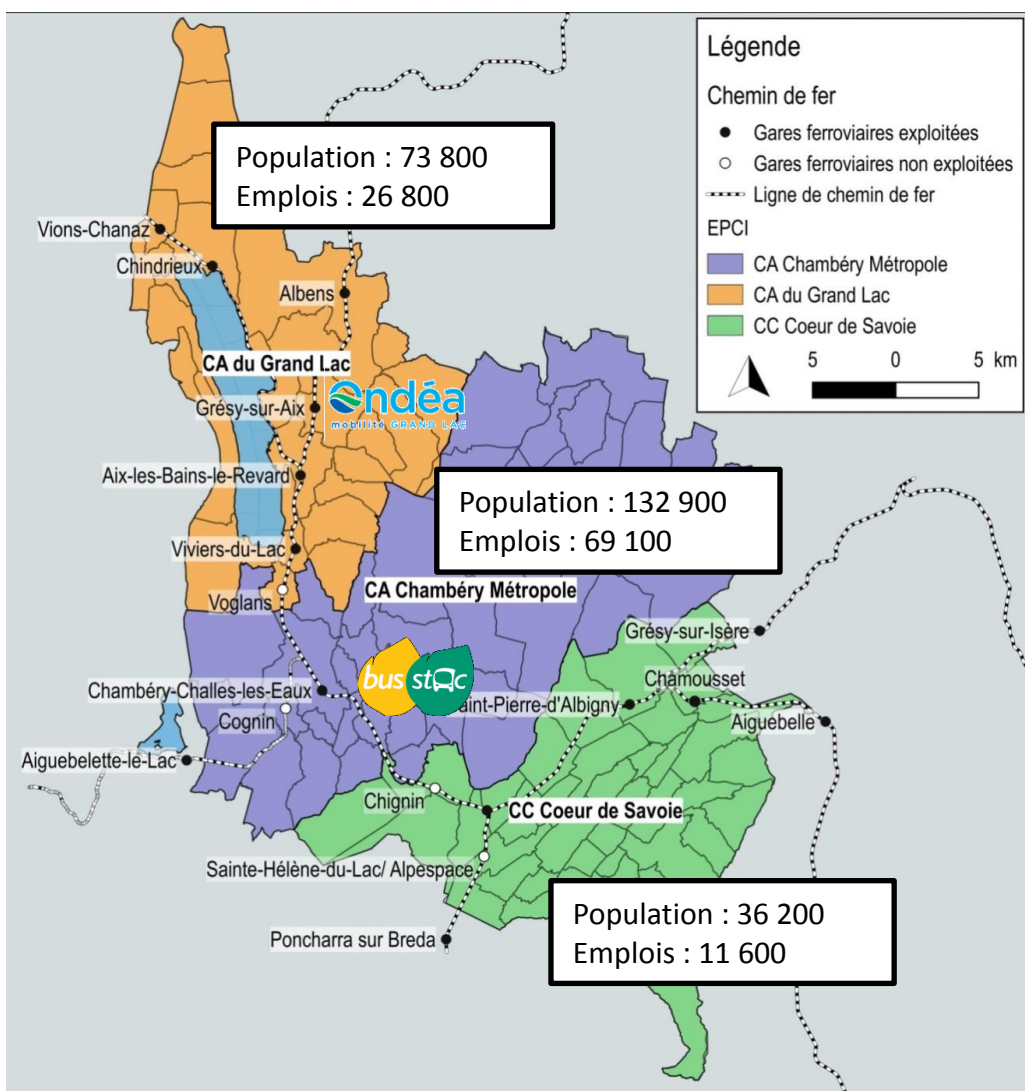 Légende
Chemin de fer
Gares ferroviaires exploitées
Gares ferroviaires non exploitées
Ligne de chemin de fer
EPCI
CA Chambéry Métropole
CA du Grand Lac
CC Coeur de Savoie
5 0 5 km
Population : 73 800
Emplois : 26 800
Vions-Chanaz
Chindrieux
Albens
CA du Grand Lac
Ondéa
mobilité GRAND LAC
Grésy-sur-Aix
Aix-les-Bains-le-Revard
Population : 132 900
Emplois : 69 100
Viviers-du-Lac
Voglans
CA Chambéry Métropole
Grésy-sur-Isère
bus stac
Chambéry-Challes-les-Eaux
Chamousset
aint-Pierre-d'Albigny
Cognin
Aiguebelle
Aiguebelette-le-Lac
Chignin
CC Coeur de Savoie
Sainte-Hélène-du-Lac/ Alpespace
Population : 36 200
Emplois : 11 600
Poncharra sur Breda